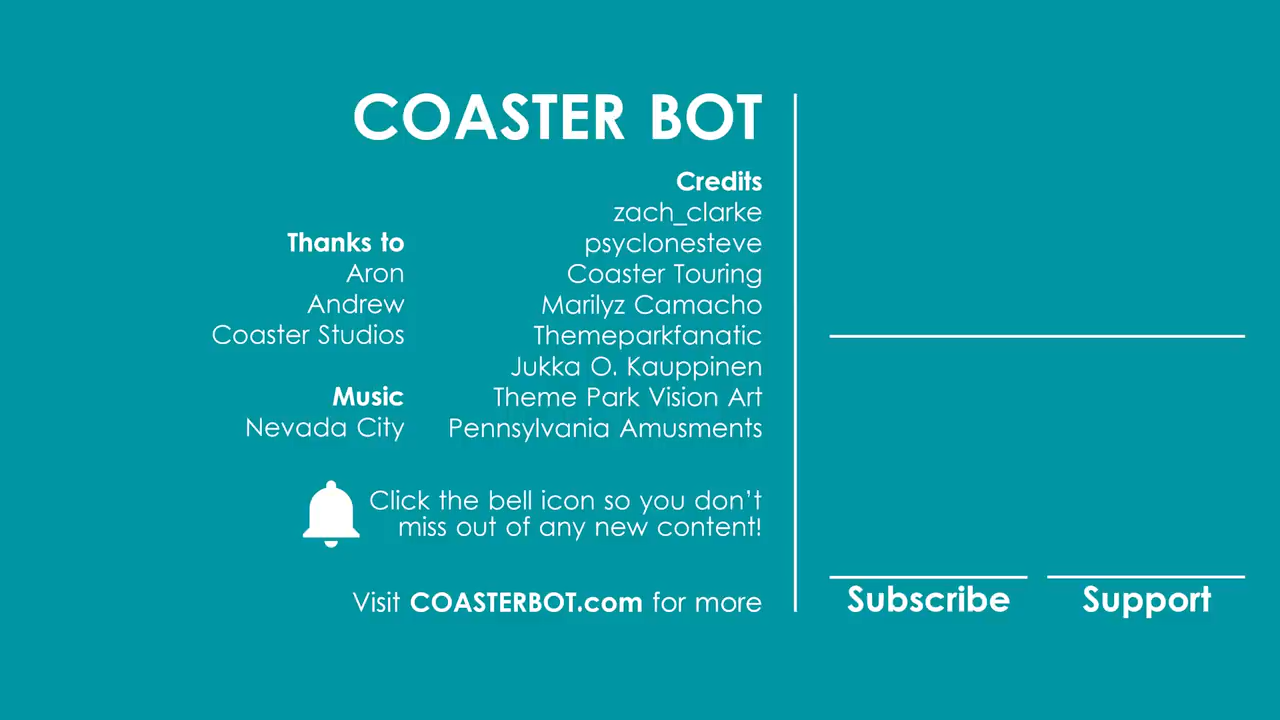 COASTER BOT
Thanks to
Aron
Andrew
Coaster Studios
Music
Nevada City
Credits
zach_clarke
psyclonesteve
Coaster Touring
Marilyz Camacho
Themeparkfanatic
Jukka O. Kauppinen
Theme Park Vision Art
Pennsylvania Amusments
Click the bell icon so you don't
miss out of any new content!
Visit COASTERBOT.com for more
Subscribe
Support